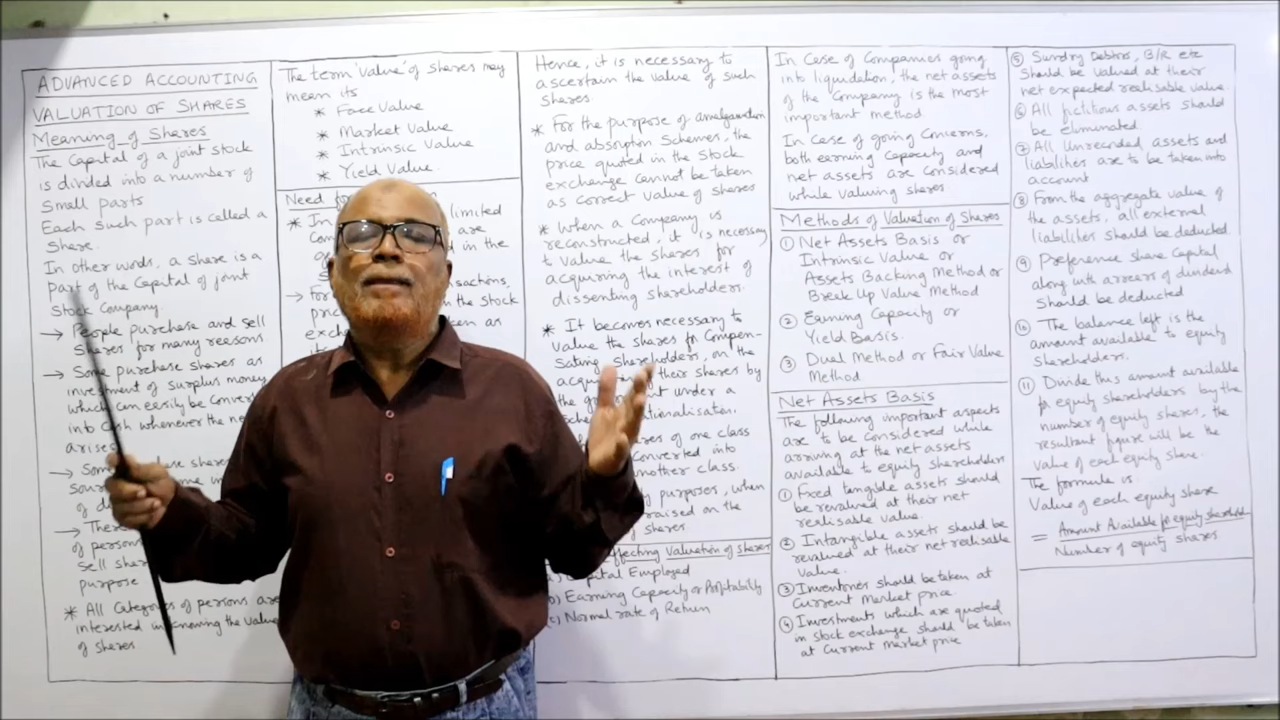 ADVANCED ACCOUNTING
VALUATION OF SHARES
Meaning of Shares
The Capital of a joint stock
is divided into a number of
Small parts
Each Such part is called a
Share.
In other words, a share is a
part of the Capital of joint
Stock Company
→ People purchase and sell
Shares for many reasons
→ Some purchase shares as
investment of surplus money
which can easily be
into Cash whenever the
→
→
of person
sell
purpose
* All Categories of persons are
interested in knowing the value
of shares
The term 'value' of shares may
mean its
* Face Value
* Market Value
* Intrinsic Value
* Yield Value.
Need
* In limited
are
in the
→ For
the stock
as
Hence, it is necessary to
ascertain the value of such
shares.
* For the purpose of amalgamation
and absorption Schemes, the
price quoted in the Stock
exchange cannot be taken
as correct value of shares
* When a Company is
reconstructed, it is necessary
to value the shares for
acquiring the interest of
dissenting shareholders.
* It becomes necessary to
value the shares for Compen-
sating shareholders, on the
their shares by
the under a
of one class
converted into
another class.
purposes, when
raised on the
shares.
Valuation of shares
Capital Employed
(b) Earning Capacity or Profitability
(c) Normal rate of Return
In Case of Companies going
into liquidation, the net assets
of the Company is the most
important method.
In Case of going Concerns,
both earning Capacity and
net assets are considered
while valuing shares.
Methods of Valuation of Shares
① Net Assets Basis or
Intrinsic Value or
Assets Backing Method or
Break Up Value Method
② Earning Capacity or
Yield Basis.
③ Dual Method or Fair Value
Method
Net Assets Basis
The following important aspects
are to be considered while
arriving at the net assets
available to equity shareholders
① Fixed tangible assets should
be revalued at their net
realisable value.
② Intangible assets should be
revalued at their net realisable
value.
③ Inventories should be taken at
Current market price.
④ Investments which are quoted
in stock exchange should be taken
at Current market price
⑤ Sundry Debtors, B/R etc
Should be valued at their
net expected realisable value.
⑥ All fictitious assets should
be eliminated.
⑦ All Unrecorded assets and
liabilities are to be taken into
account
⑧ From the aggregate value of
the assets, all external
liabilities should be deducted
⑨ Preference share Capital
along with arrears of dividend
should be deducted
⑩ The balance left is the
amount available to equity
shareholders.
⑪ Divide this amount available
for equity shareholders by the
number of equity shares, the
resultant figure will be the
value of each equity share.
The formula is
Value of each equity share
= Amount Available for equity shareholders
Number of equity shares